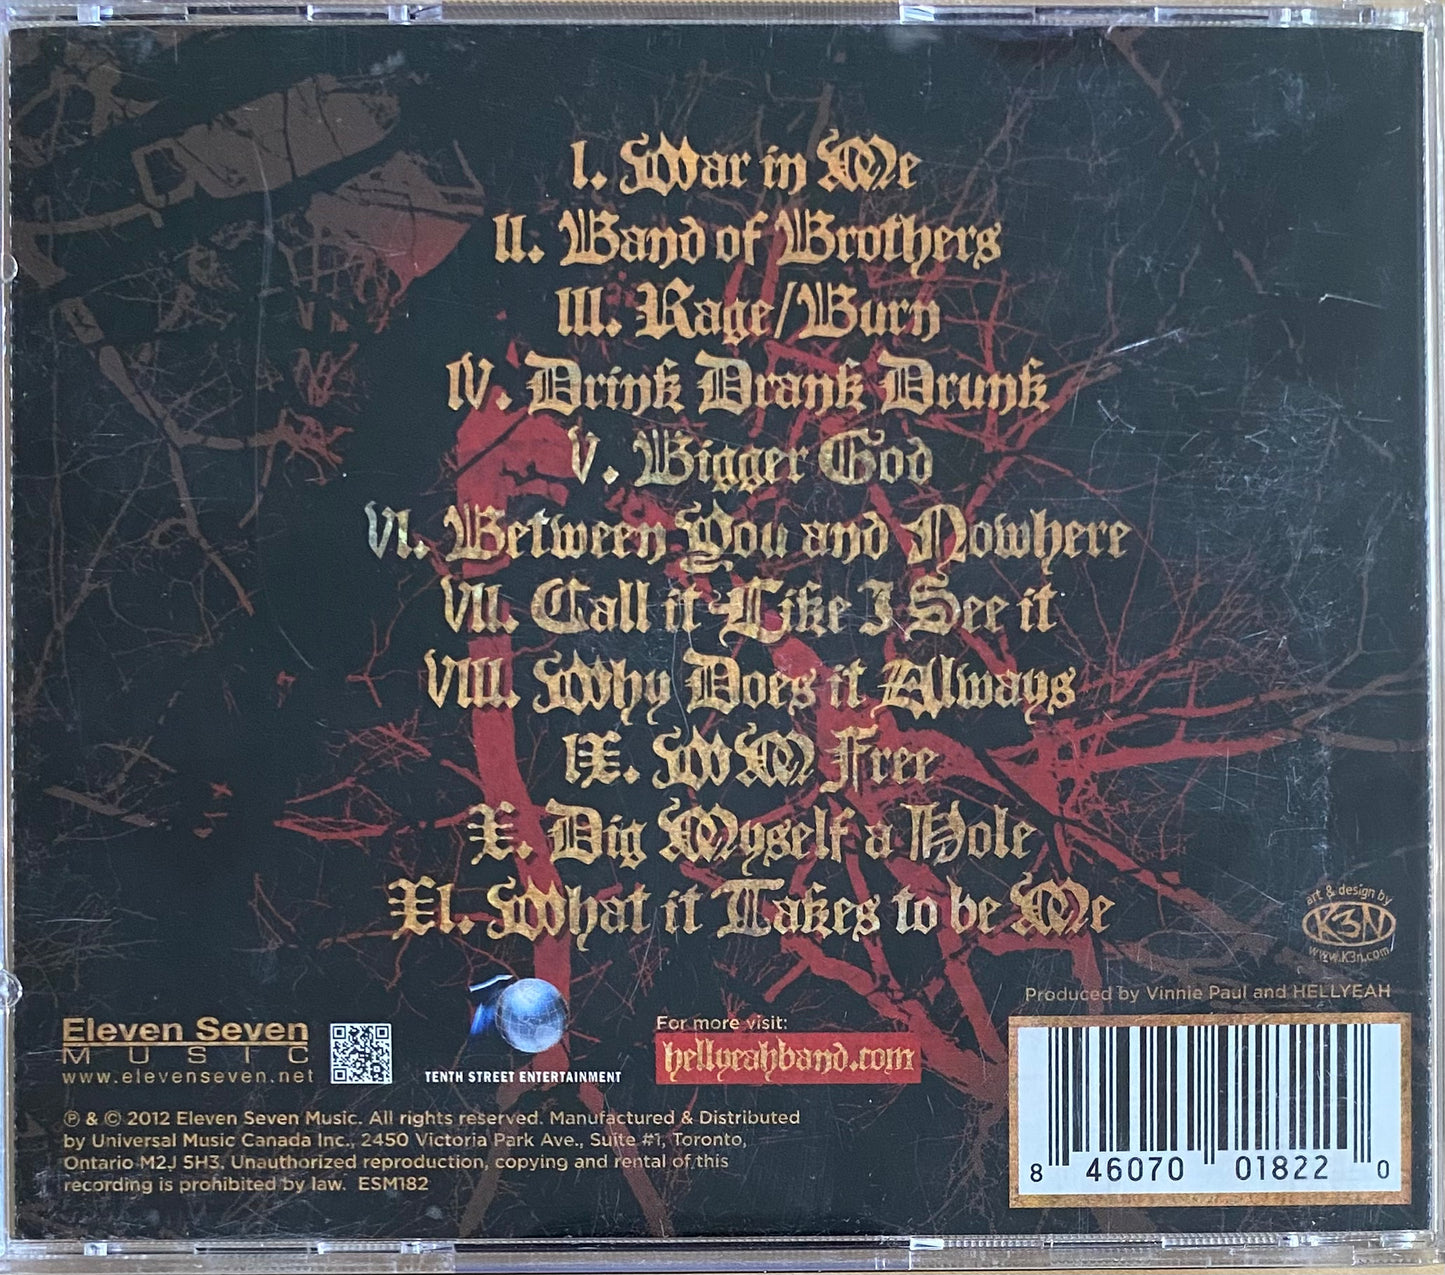 I. War in Me
II. Band of Brothers
III. Rage/Burn
IV. Drink Drank Drunk
V. Bigger God
VI. Between You and Nowhere
VII. Call it Like I See it
VIII. Why Does it Always
IX. WM Free
X. Dig Myself a Hole
XI. What it Takes to be Me
art & design by
K3N
www.k3n.com
Produced by Vinnie Paul and HELLYEAH
Eleven Seven
MUSIC
www.elevenseven.net
TENTH STREET ENTERTAINMENT
For more visit:
hellyeahband.com
℗ & © 2012 Eleven Seven Music. All rights reserved. Manufactured & Distributed
by Universal Music Canada Inc., 2450 Victoria Park Ave., Suite #1, Toronto,
Ontario M2J 5H3. Unauthorized reproduction, copying and rental of this
recording is prohibited by law. ESM182
8 46070 01822 0